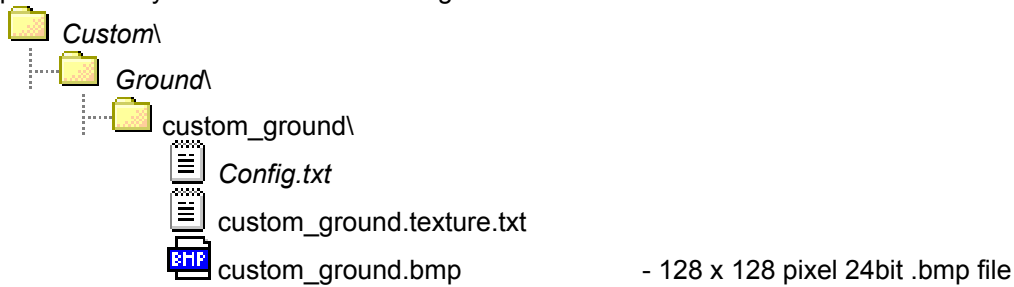 Custom\
Ground\
custom_ground\
Config.txt
custom_ground.texture.txt
BMP custom_ground.bmp - 128 x 128 pixel 24bit .bmp file